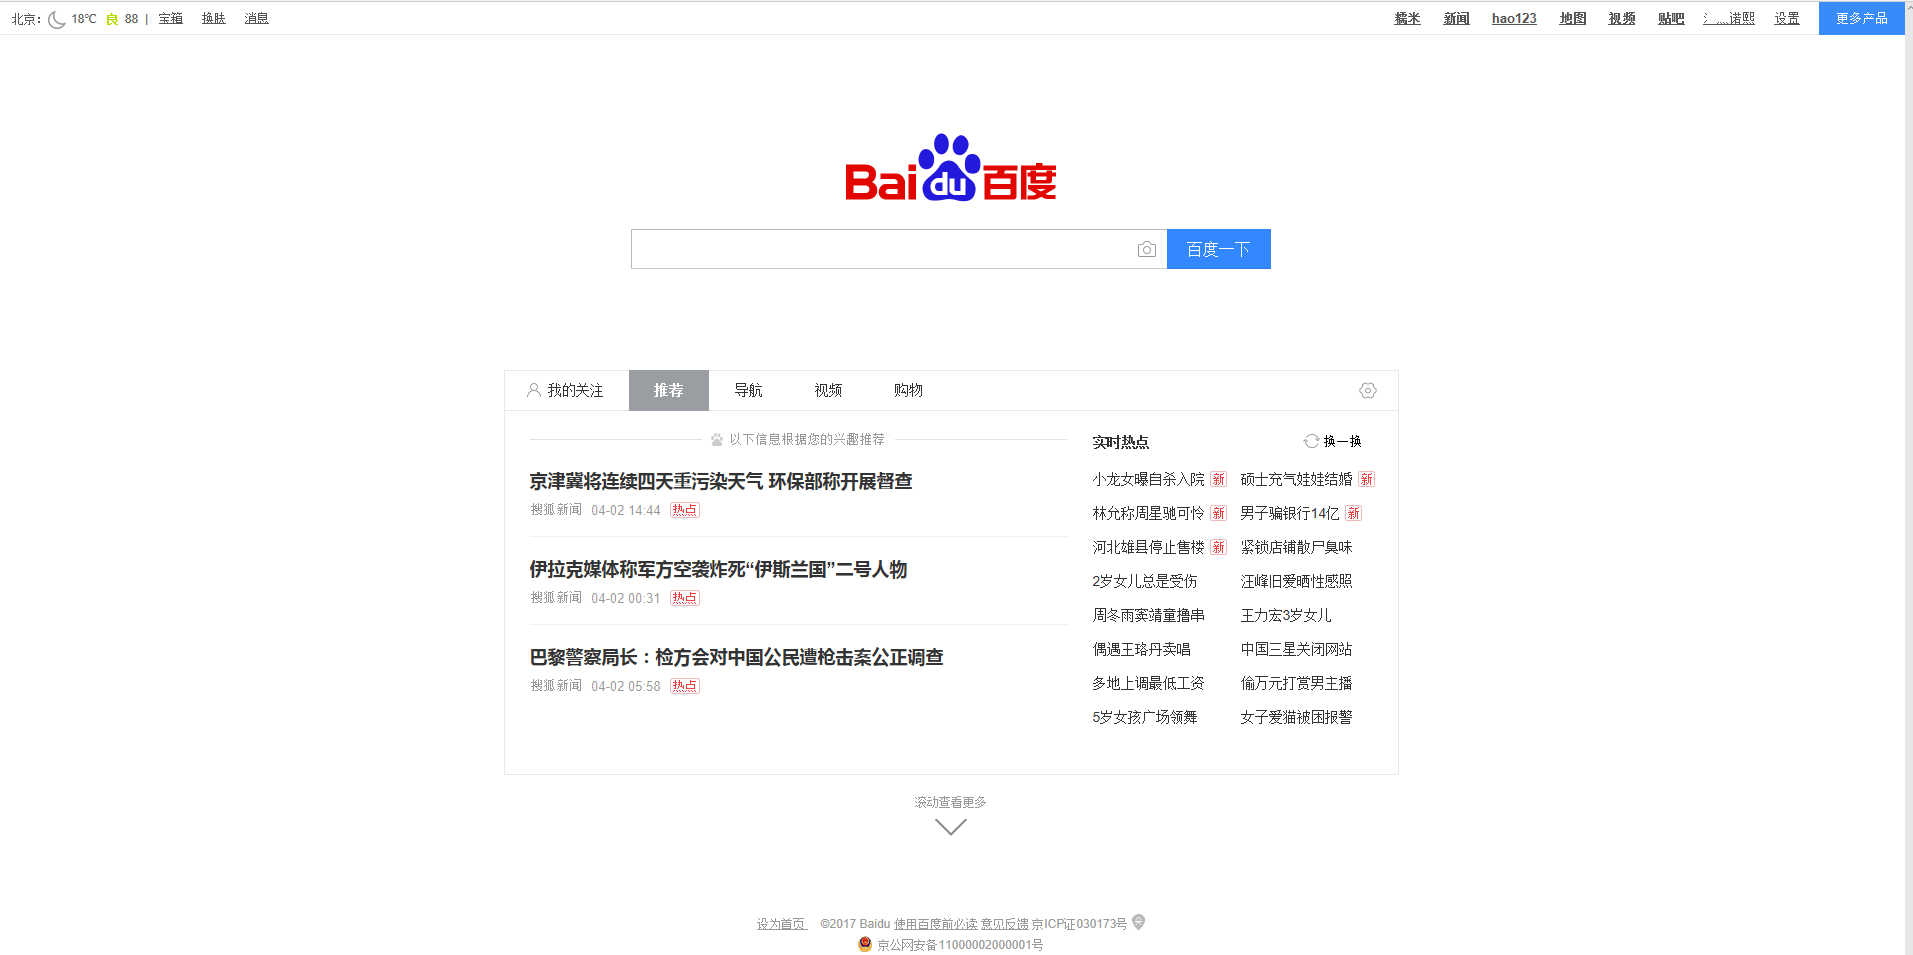 北京: 18℃ 良 88 | 宝箱 换肤 消息 糯米 新闻 hao123 地图 视频 贴吧 诺熙 设置 更多产品
Bai du 百度
百度一下
我的关注 推荐 导航 视频 购物
以下信息根据您的兴趣推荐
京津冀将连续四天重污染天气 环保部称开展督查
搜狐新闻 04-02 14:44 热点
伊拉克媒体称军方空袭炸死“伊斯兰国”二号人物
搜狐新闻 04-02 00:31 热点
巴黎警察局长：检方会对中国公民遭枪击案公正调查
搜狐新闻 04-02 05:58 热点
实时热点 换一换
小龙女曝自杀入院 新 硕士充气娃娃结婚 新
林允称周星驰可怜 新 男子骗银行14亿 新
河北雄县停止售楼 新 紧锁店铺散尸臭味
2岁女儿总是受伤 汪峰旧爱晒性感照
周冬雨窦靖童撸串 王力宏3岁女儿
偶遇王珞丹卖唱 中国三星关闭网站
多地上调最低工资 偷万元打赏男主播
5岁女孩广场领舞 女子爱猫被困报警
滚动查看更多
设为首页 ©2017 Baidu 使用百度前必读 意见反馈 京ICP证030173号
京公网安备11000002000001号